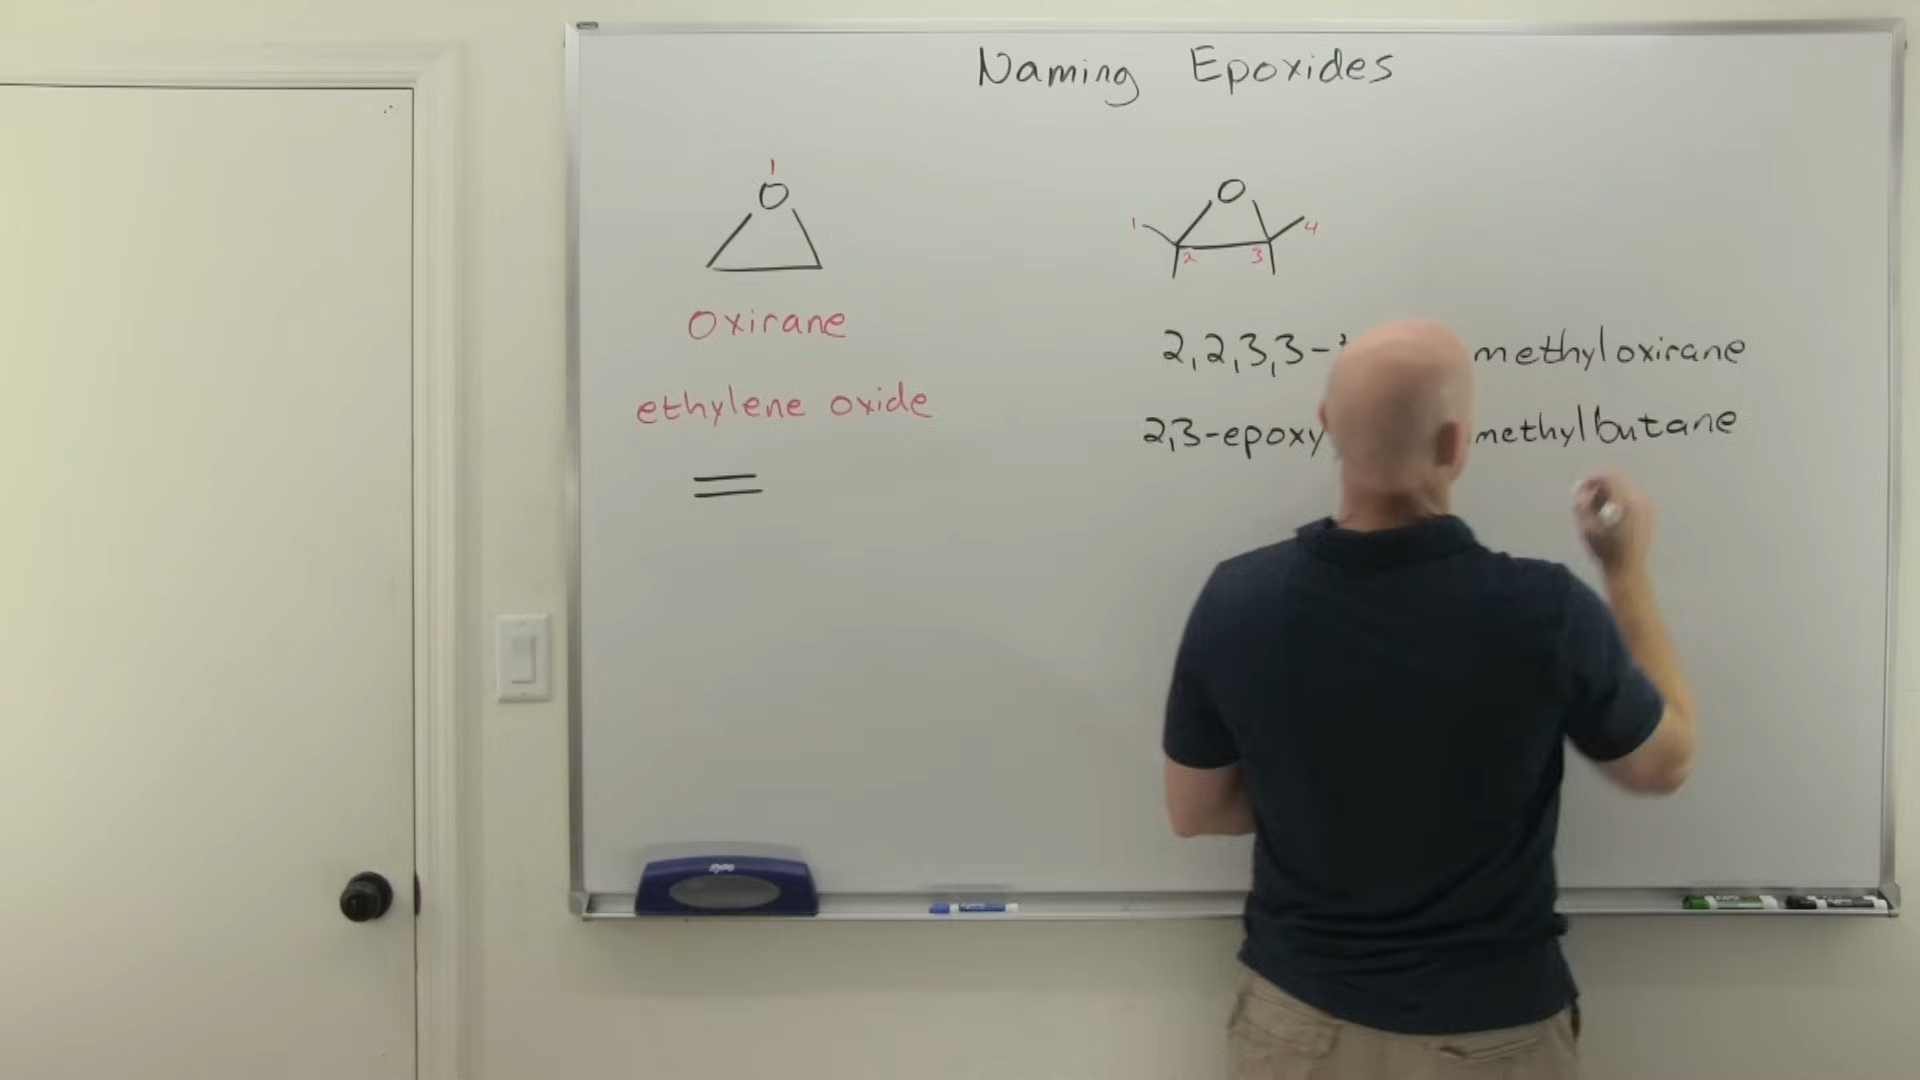 Naming Epoxides
1
O
O
1
4
2
3
Oxirane
2,2,3,3- methyloxirane
ethylene oxide
2,3-epoxy methylbutane
expo